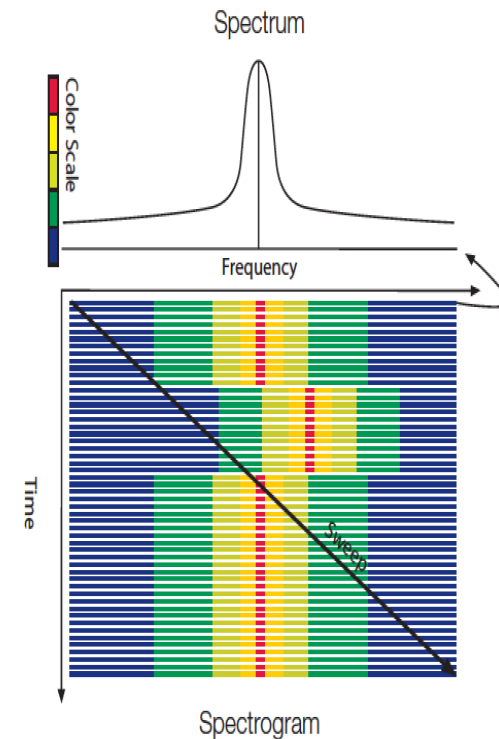 Spectrum
Color Scale
Frequency
Time
Sweep
Spectrogram